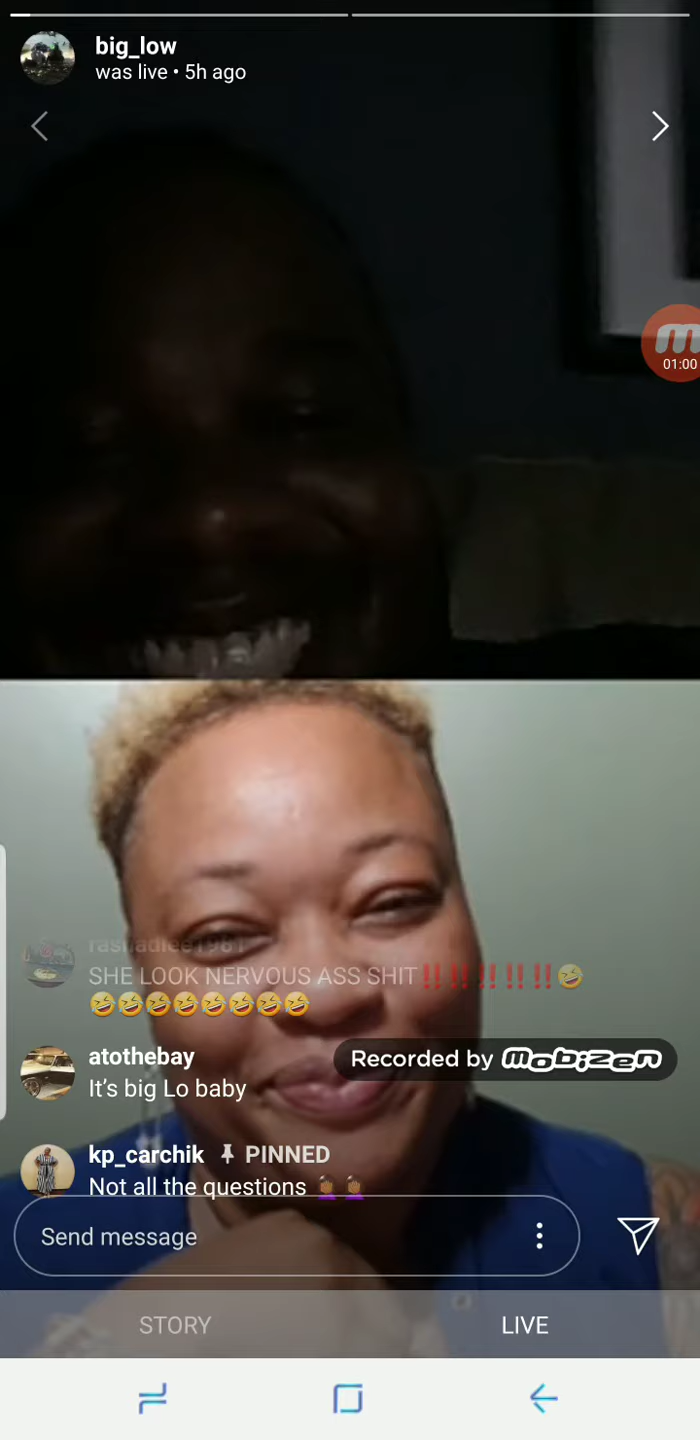 big_low
was live • 5h ago
m
01:00
rashadlee1981
SHE LOOK NERVOUS ASS SHIT‼️‼️‼️‼️‼️🤣
🤣🤣🤣🤣🤣🤣🤣🤣
atothebay
It’s big Lo baby
Recorded by mobizen
kp_carchik 📌 PINNED
Not all the questions 🤦🏾‍♀️🤦🏾‍♀️
Send message
STORY
LIVE